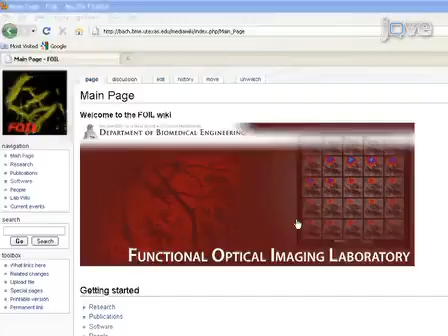 jove
http://bach.bme.utexas.edu/mediawiki/index.php/Main_Page
Most Visited Google
Main Page - FOIL
FOIL
page discussion edit history move unwatch
Main Page
Welcome to the FOIL wiki
DEPARTMENT OF BIOMEDICAL ENGINEERING
FUNCTIONAL OPTICAL IMAGING LABORATORY
navigation
Main Page
Research
Publications
Software
People
Lab Wiki
Current events
search
Go Search
toolbox
What links here
Related changes
Upload file
Special pages
Printable version
Permanent link
Getting started
Research
Publications
Software
People